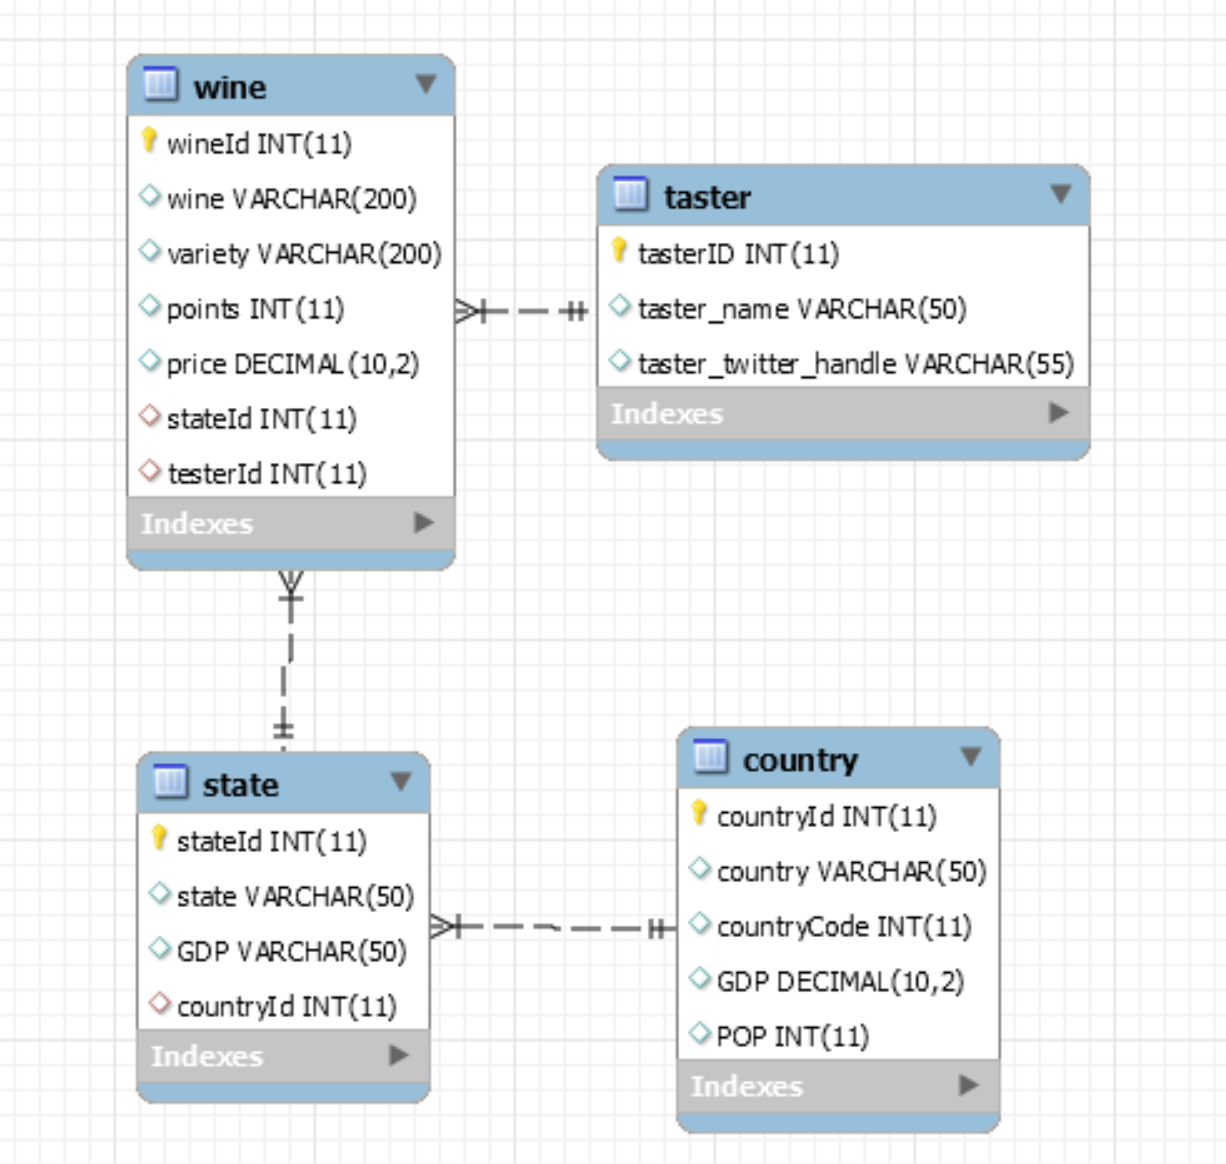 wine
wineId INT(11)
wine VARCHAR(200)
variety VARCHAR(200)
points INT(11)
price DECIMAL(10,2)
stateId INT(11)
testerId INT(11)
Indexes
taster
tasterID INT(11)
taster_name VARCHAR(50)
taster_twitter_handle VARCHAR(55)
Indexes
state
stateId INT(11)
state VARCHAR(50)
GDP VARCHAR(50)
countryId INT(11)
Indexes
country
countryId INT(11)
country VARCHAR(50)
countryCode INT(11)
GDP DECIMAL(10,2)
POP INT(11)
Indexes